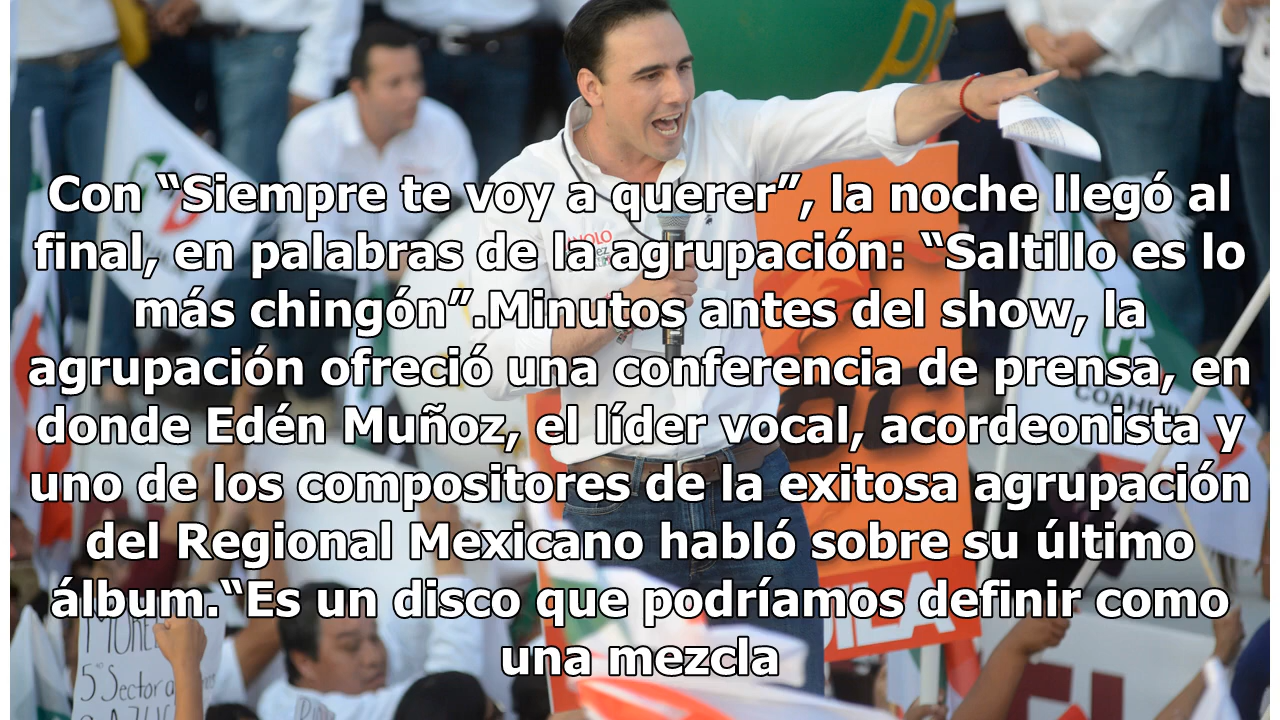 Con “Siempre te voy a querer”, la noche llegó al
final, en palabras de la agrupación: “Saltillo es lo
más chingón”.Minutos antes del show, la
agrupación ofreció una conferencia de prensa, en
donde Edén Muñoz, el líder vocal, acordeonista y
uno de los compositores de la exitosa agrupación
del Regional Mexicano habló sobre su último
álbum.“Es un disco que podríamos definir como
una mezcla
COAHUILA
5 Sector